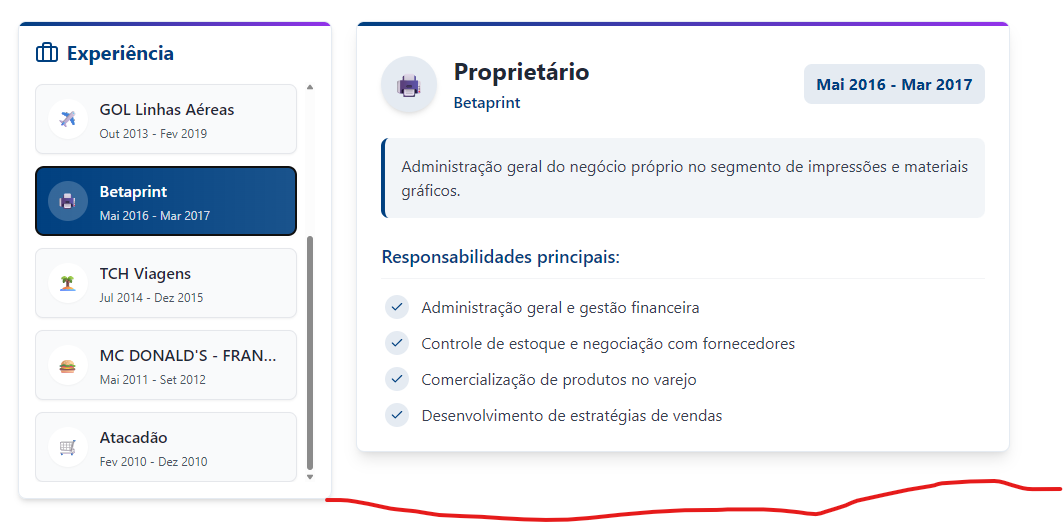 Experiência
GOL Linhas Aéreas
Out 2013 - Fev 2019
Betaprint
Mai 2016 - Mar 2017
TCH Viagens
Jul 2014 - Dez 2015
MC DONALD'S - FRAN...
Mai 2011 - Set 2012
Atacadão
Fev 2010 - Dez 2010
Proprietário
Betaprint
Mai 2016 - Mar 2017
Administração geral do negócio próprio no segmento de impressões e materiais
gráficos.
Responsabilidades principais:
Administração geral e gestão financeira
Controle de estoque e negociação com fornecedores
Comercialização de produtos no varejo
Desenvolvimento de estratégias de vendas